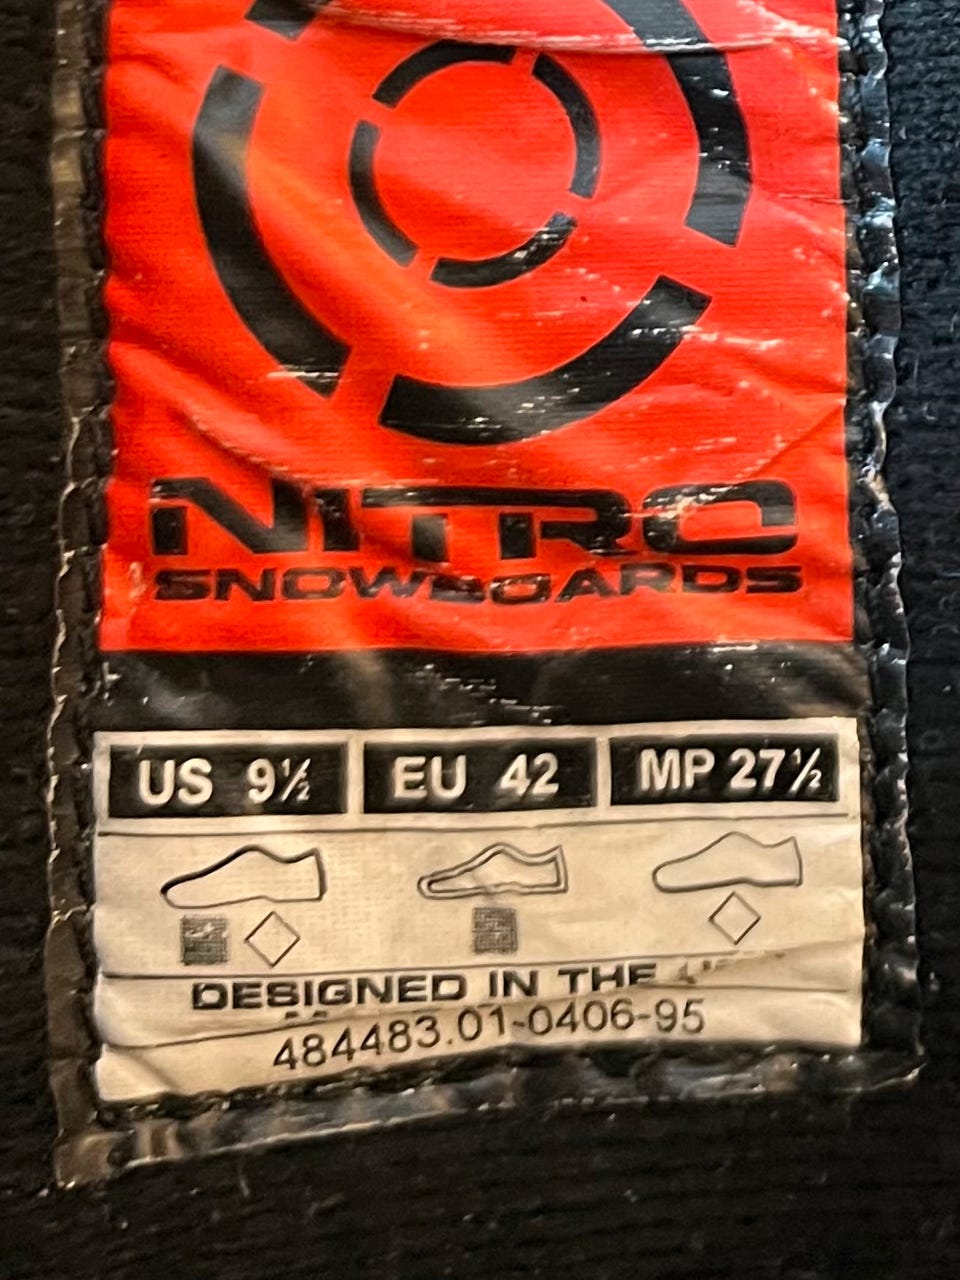 NITRO
SNOWBOARDS
US 9½ EU 42 MP 27½
DESIGNED IN THE
484483.01-0406-95